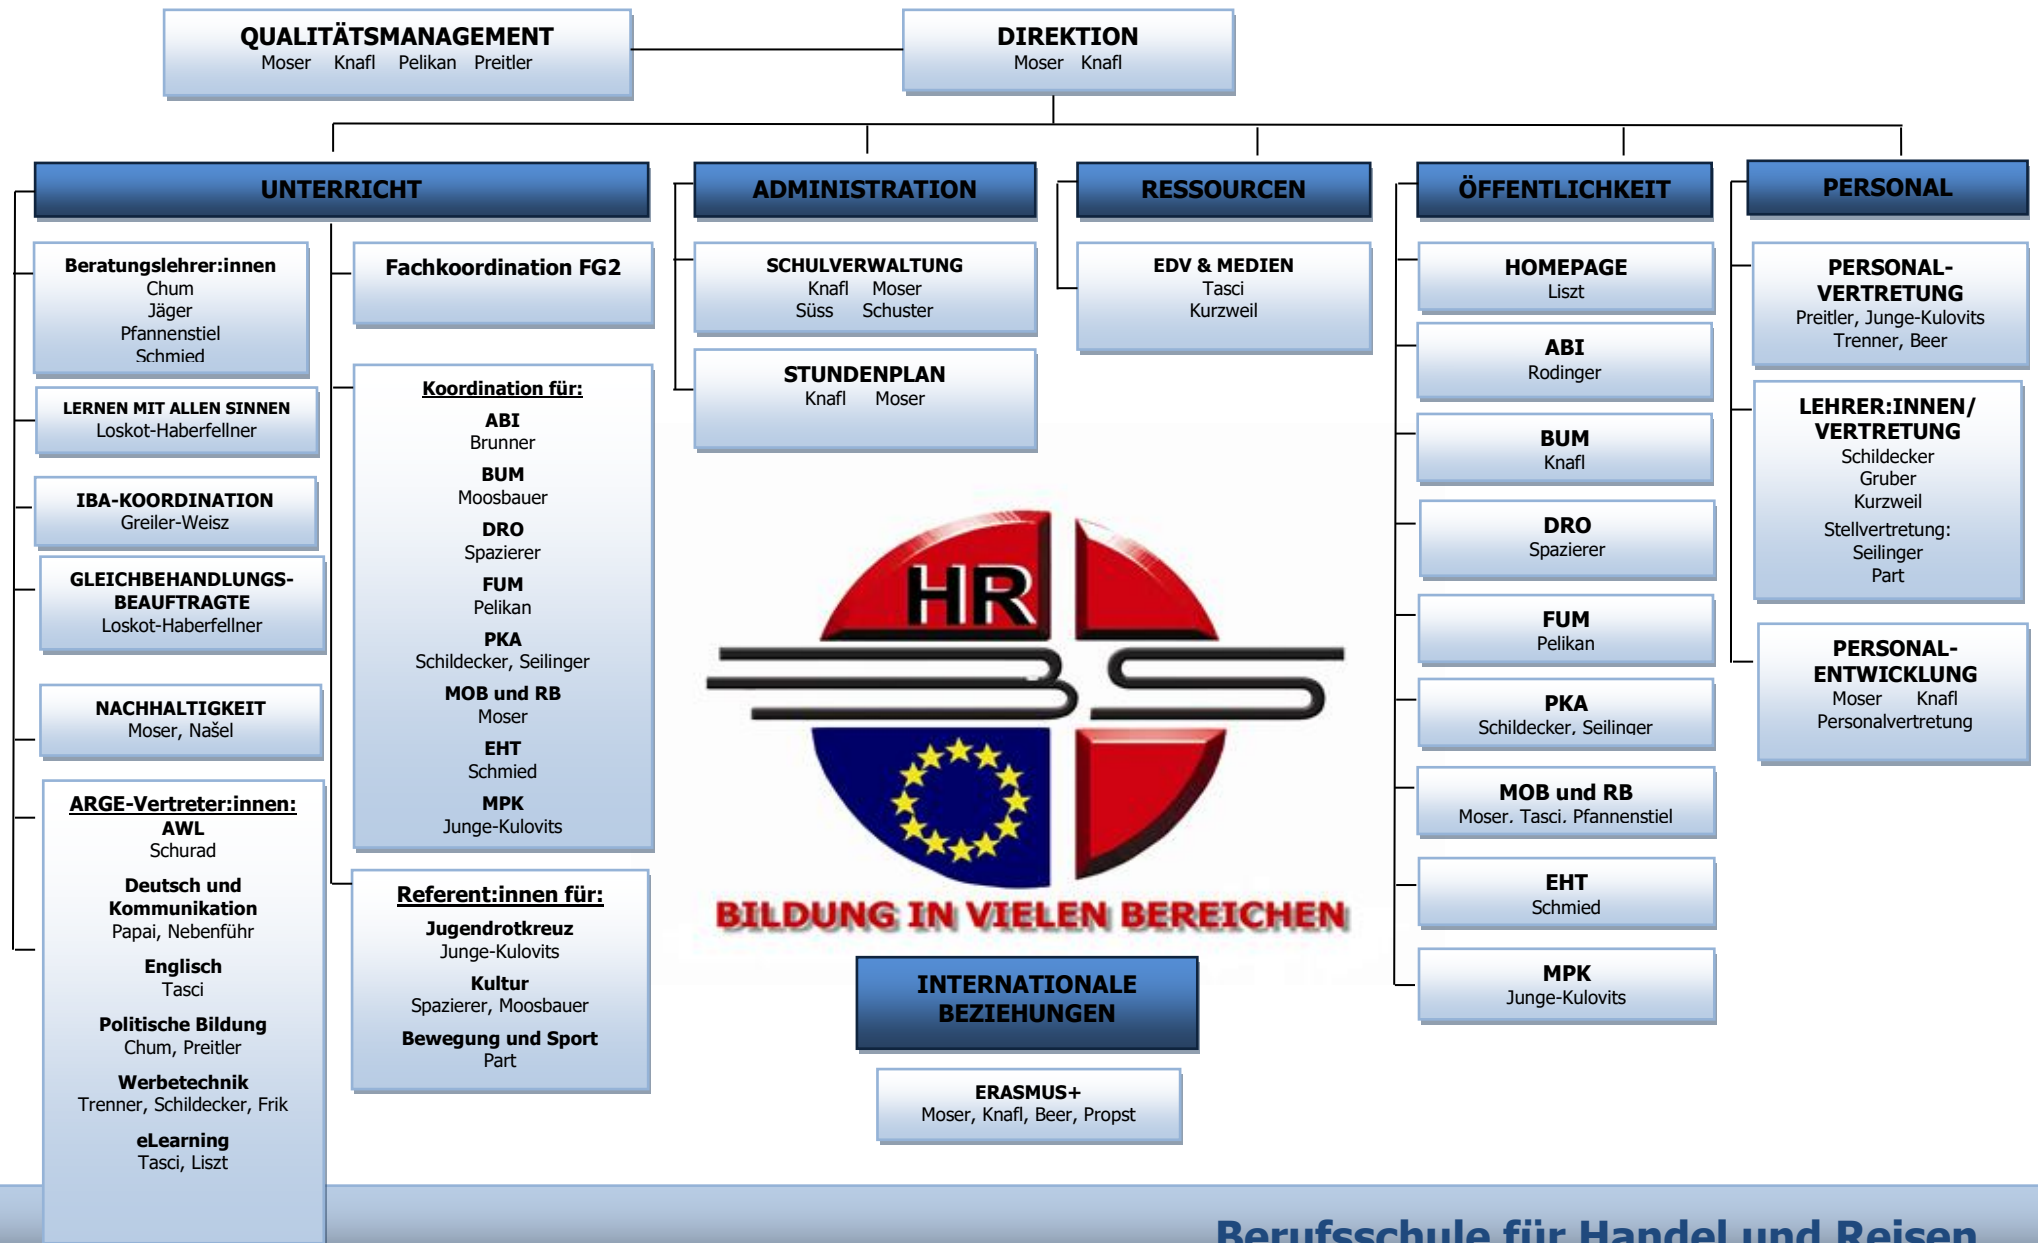 QUALITÄTSMANAGEMENT
Moser Knafl Pelikan Preitler
DIREKTION
Moser Knafl
UNTERRICHT
Beratungslehrer:innen
Chum
Jäger
Pfannenstiel
Schmied
LERNEN MIT ALLEN SINNEN
Loskot-Haberfellner
IBA-KOORDINATION
Greiler-Weisz
GLEICHBEHANDLUNGS-
BEAUFTRAGTE
Loskot-Haberfellner
NACHHALTIGKEIT
Moser, Našel
ARGE-Vertreter:innen:
AWL
Schurad
Deutsch und
Kommunikation
Papai, Nebenführ
Englisch
Tasci
Politische Bildung
Chum, Preitler
Werbetechnik
Trenner, Schildecker, Frik
eLearning
Tasci, Liszt
Fachkoordination FG2
Koordination für:
ABI
Brunner
BUM
Moosbauer
DRO
Spazierer
FUM
Pelikan
PKA
Schildecker, Seilinger
MOB und RB
Moser
EHT
Schmied
MPK
Junge-Kulovits
Referent:innen für:
Jugendrotkreuz
Junge-Kulovits
Kultur
Spazierer, Moosbauer
Bewegung und Sport
Part
ADMINISTRATION
SCHULVERWALTUNG
Knafl Moser
Süss Schuster
STUNDENPLAN
Knafl Moser
RESSOURCEN
EDV & MEDIEN
Tasci
Kurzweil
HR
BS
BILDUNG IN VIELEN BEREICHEN
INTERNATIONALE
BEZIEHUNGEN
ERASMUS+
Moser, Knafl, Beer, Propst
ÖFFENTLICHKEIT
HOMEPAGE
Liszt
ABI
Rodinger
BUM
Knafl
DRO
Spazierer
FUM
Pelikan
PKA
Schildecker, Seilinger
MOB und RB
Moser, Tasci, Pfannenstiel
EHT
Schmied
MPK
Junge-Kulovits
PERSONAL
PERSONAL-
VERTRETUNG
Preitler, Junge-Kulovits
Trenner, Beer
LEHRER:INNEN/
VERTRETUNG
Schildecker
Gruber
Kurzweil
Stellvertretung:
Seilinger
Part
PERSONAL-
ENTWICKLUNG
Moser Knafl
Personalvertretung
Berufsschule für Handel und Reisen